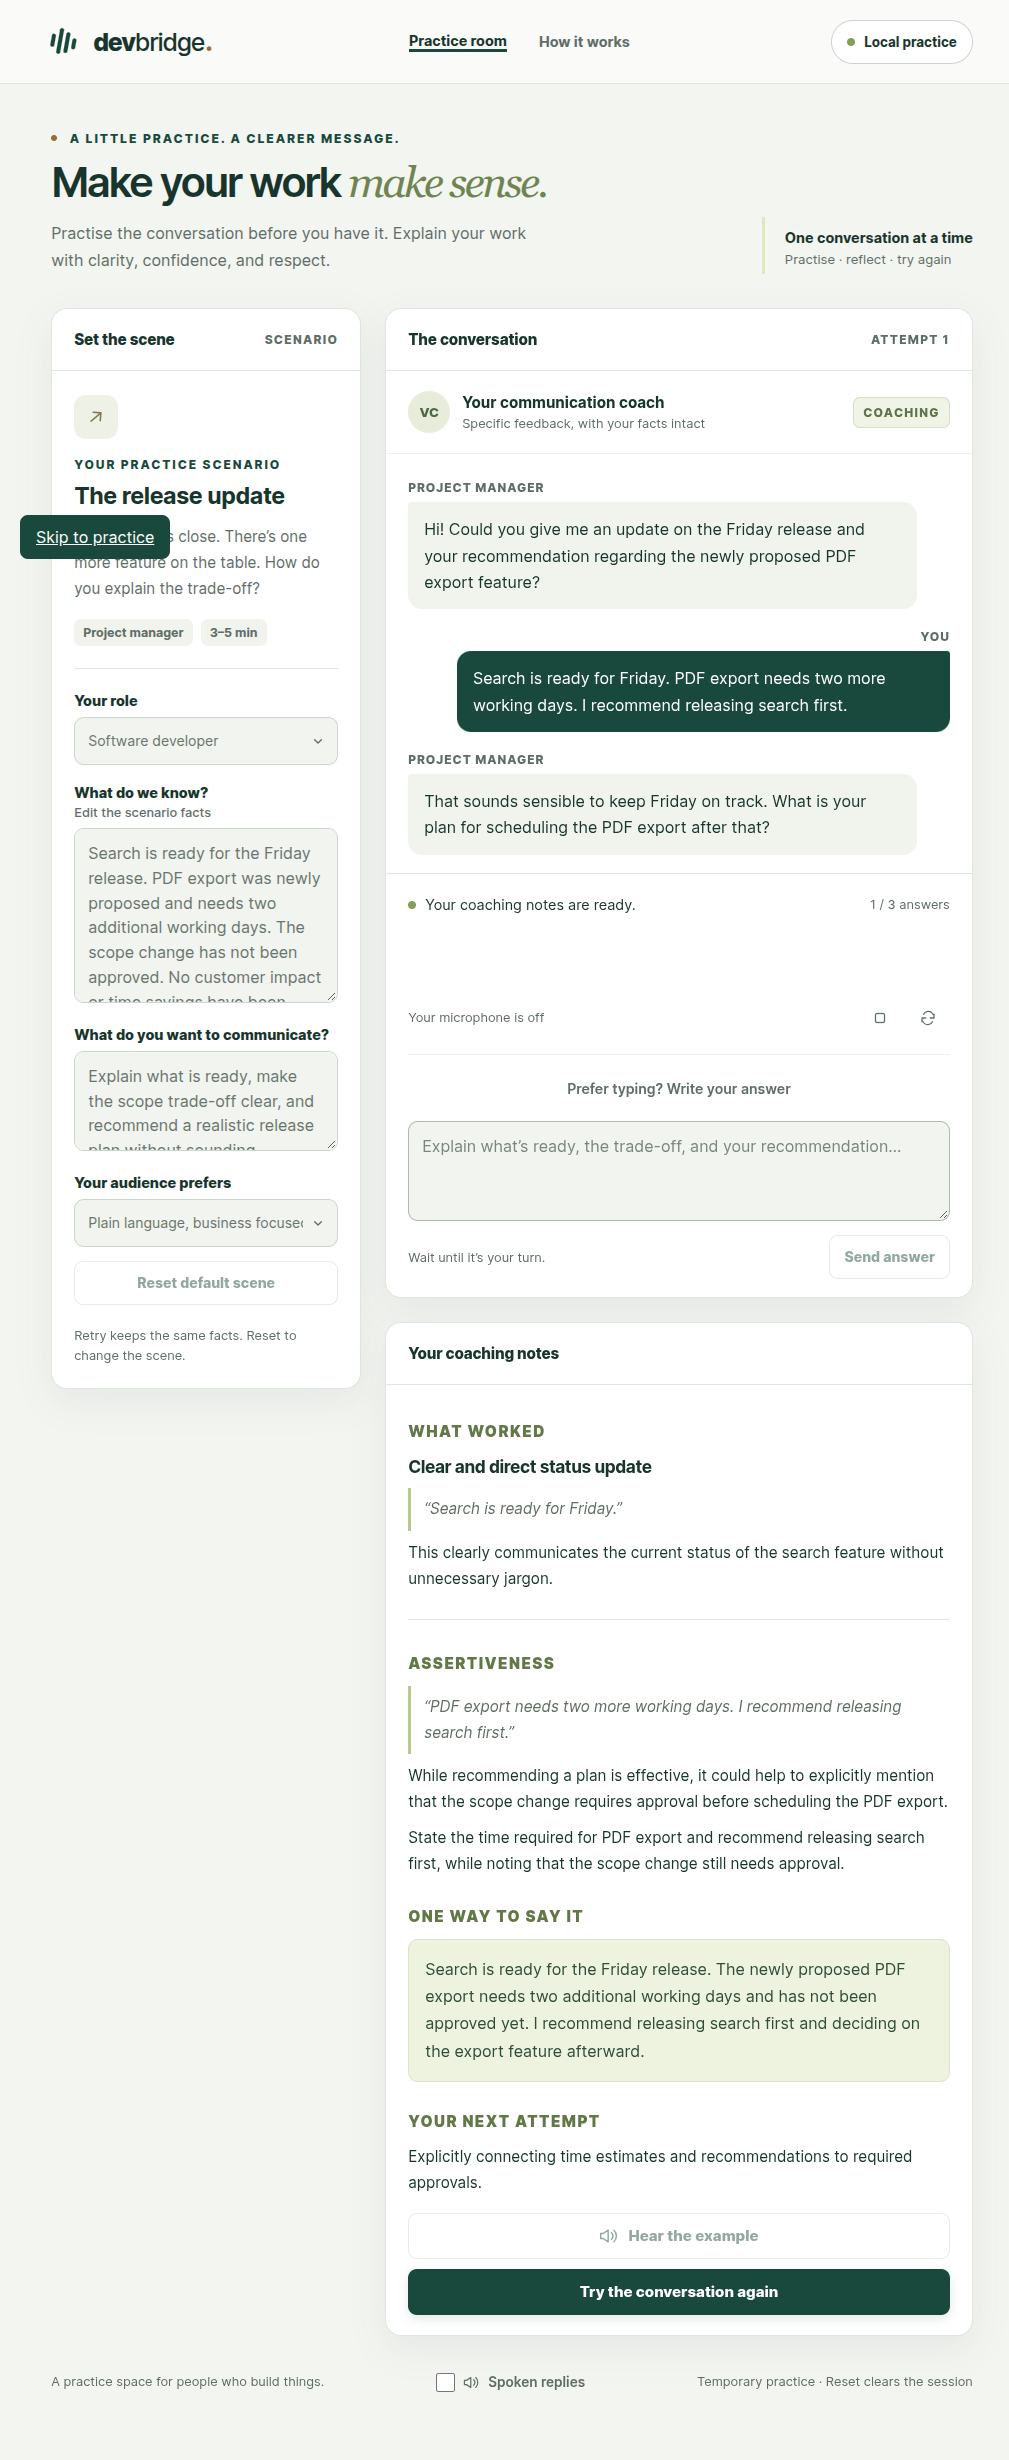 devbridge.
Practice room
How it works
Local practice
A LITTLE PRACTICE. A CLEARER MESSAGE.
Make your work make sense.
Practise the conversation before you have it. Explain your work
with clarity, confidence, and respect.
One conversation at a time
Practise · reflect · try again
Set the scene
SCENARIO
YOUR PRACTICE SCENARIO
The release update
Skip to practice
close. There’s one
more feature on the table. How do
you explain the trade-off?
Project manager
3–5 min
Your role
Software developer
What do we know?
Edit the scenario facts
Search is ready for the Friday
release. PDF export was newly
proposed and needs two
additional working days. The
scope change has not been
approved. No customer impact
or time savings have been
What do you want to communicate?
Explain what is ready, make
the scope trade-off clear, and
recommend a realistic release
plan without sounding
Your audience prefers
Plain language, business focused
Reset default scene
Retry keeps the same facts. Reset to
change the scene.
The conversation
ATTEMPT 1
VC
Your communication coach
Specific feedback, with your facts intact
COACHING
PROJECT MANAGER
Hi! Could you give me an update on the Friday release and
your recommendation regarding the newly proposed PDF
export feature?
YOU
Search is ready for Friday. PDF export needs two more
working days. I recommend releasing search first.
PROJECT MANAGER
That sounds sensible to keep Friday on track. What is your
plan for scheduling the PDF export after that?
Your coaching notes are ready.
1 / 3 answers
Your microphone is off
Prefer typing? Write your answer
Explain what’s ready, the trade-off, and your recommendation…
Wait until it’s your turn.
Send answer
Your coaching notes
WHAT WORKED
Clear and direct status update
“Search is ready for Friday.”
This clearly communicates the current status of the search feature without
unnecessary jargon.
ASSERTIVENESS
“PDF export needs two more working days. I recommend releasing
search first.”
While recommending a plan is effective, it could help to explicitly mention
that the scope change requires approval before scheduling the PDF export.
State the time required for PDF export and recommend releasing search
first, while noting that the scope change still needs approval.
ONE WAY TO SAY IT
Search is ready for the Friday release. The newly proposed PDF
export needs two additional working days and has not been
approved yet. I recommend releasing search first and deciding on
the export feature afterward.
YOUR NEXT ATTEMPT
Explicitly connecting time estimates and recommendations to required
approvals.
Hear the example
Try the conversation again
A practice space for people who build things.
Spoken replies
Temporary practice · Reset clears the session